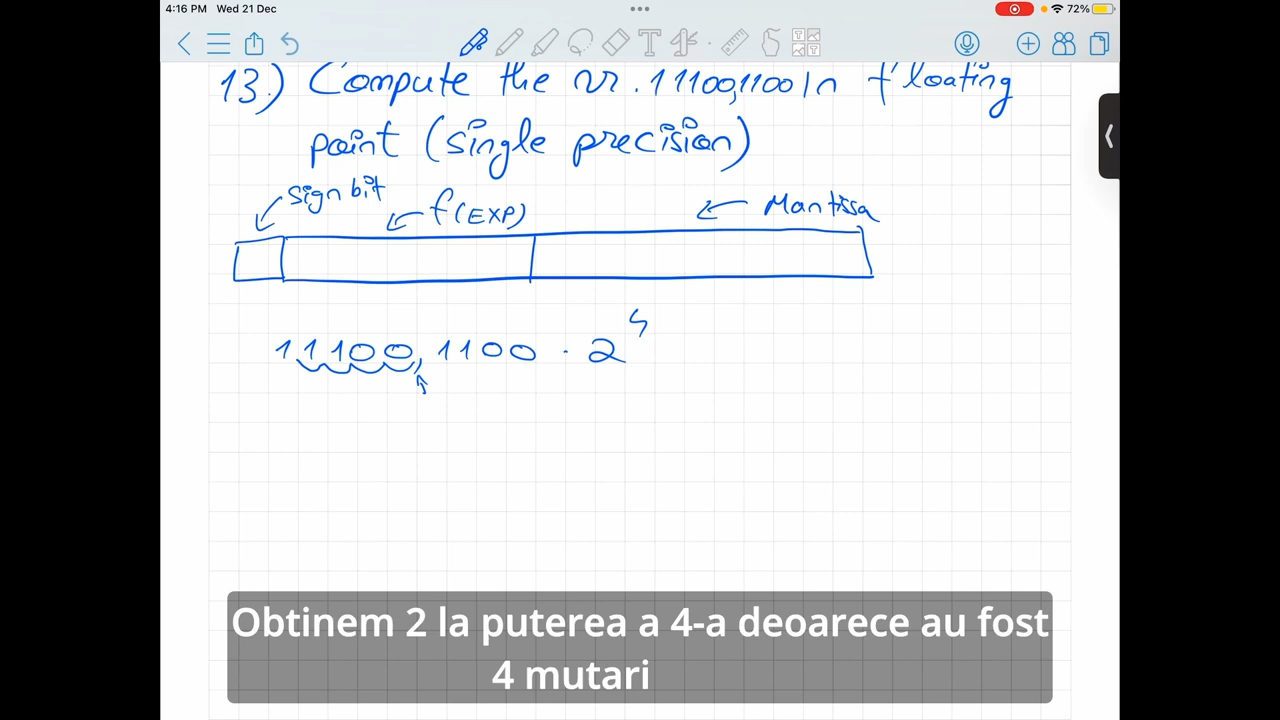 4:16 PM Wed 21 Dec
72%
13.) Compute the nr. 11100,1100 in floating
point (single precision)
sign bit
f(EXP)
Mantissa
11100,1100 · 2 4
Obtinem 2 la puterea a 4-a deoarece au fost
4 mutari